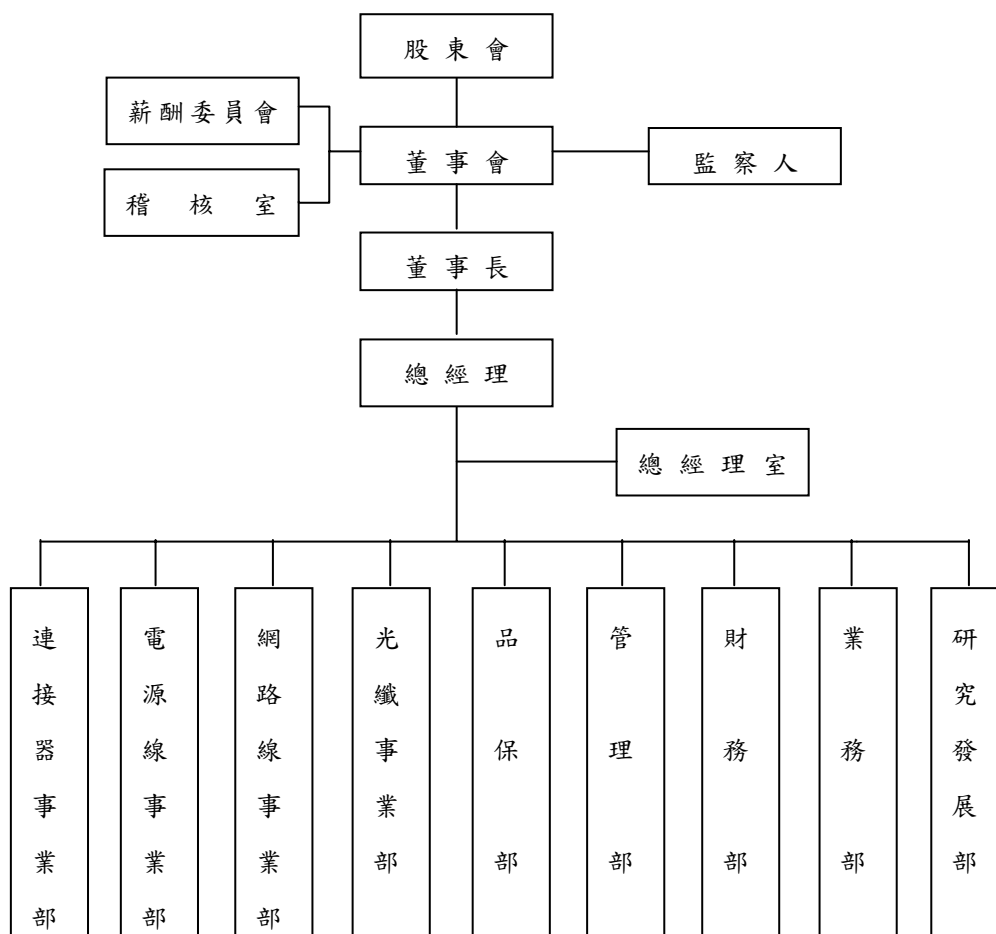 股東會
薪酬委員會
董事會
監察人
稽核室
董事長
總經理
總經理室
連接器事業部
電源線事業部
網路線事業部
光纖事業部
品保部
管理部
財務部
業務部
研究發展部